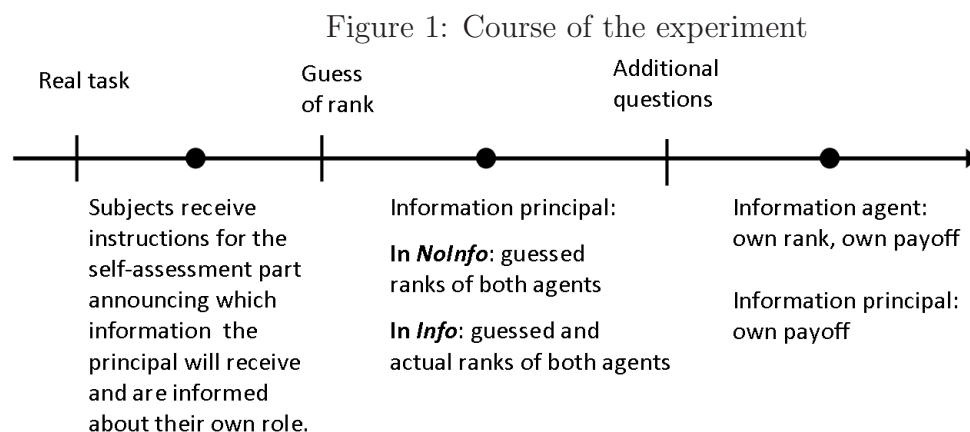 Figure 1: Course of the experiment
Real task
Guess
of rank
Additional
questions
Subjects receive
instructions for the
self-assessment part
announcing which
information the
principal will receive
and are informed
about their own role.
Information principal:
In NoInfo: guessed
ranks of both agents
In Info: guessed and
actual ranks of both agents
Information agent:
own rank, own payoff
Information principal:
own payoff